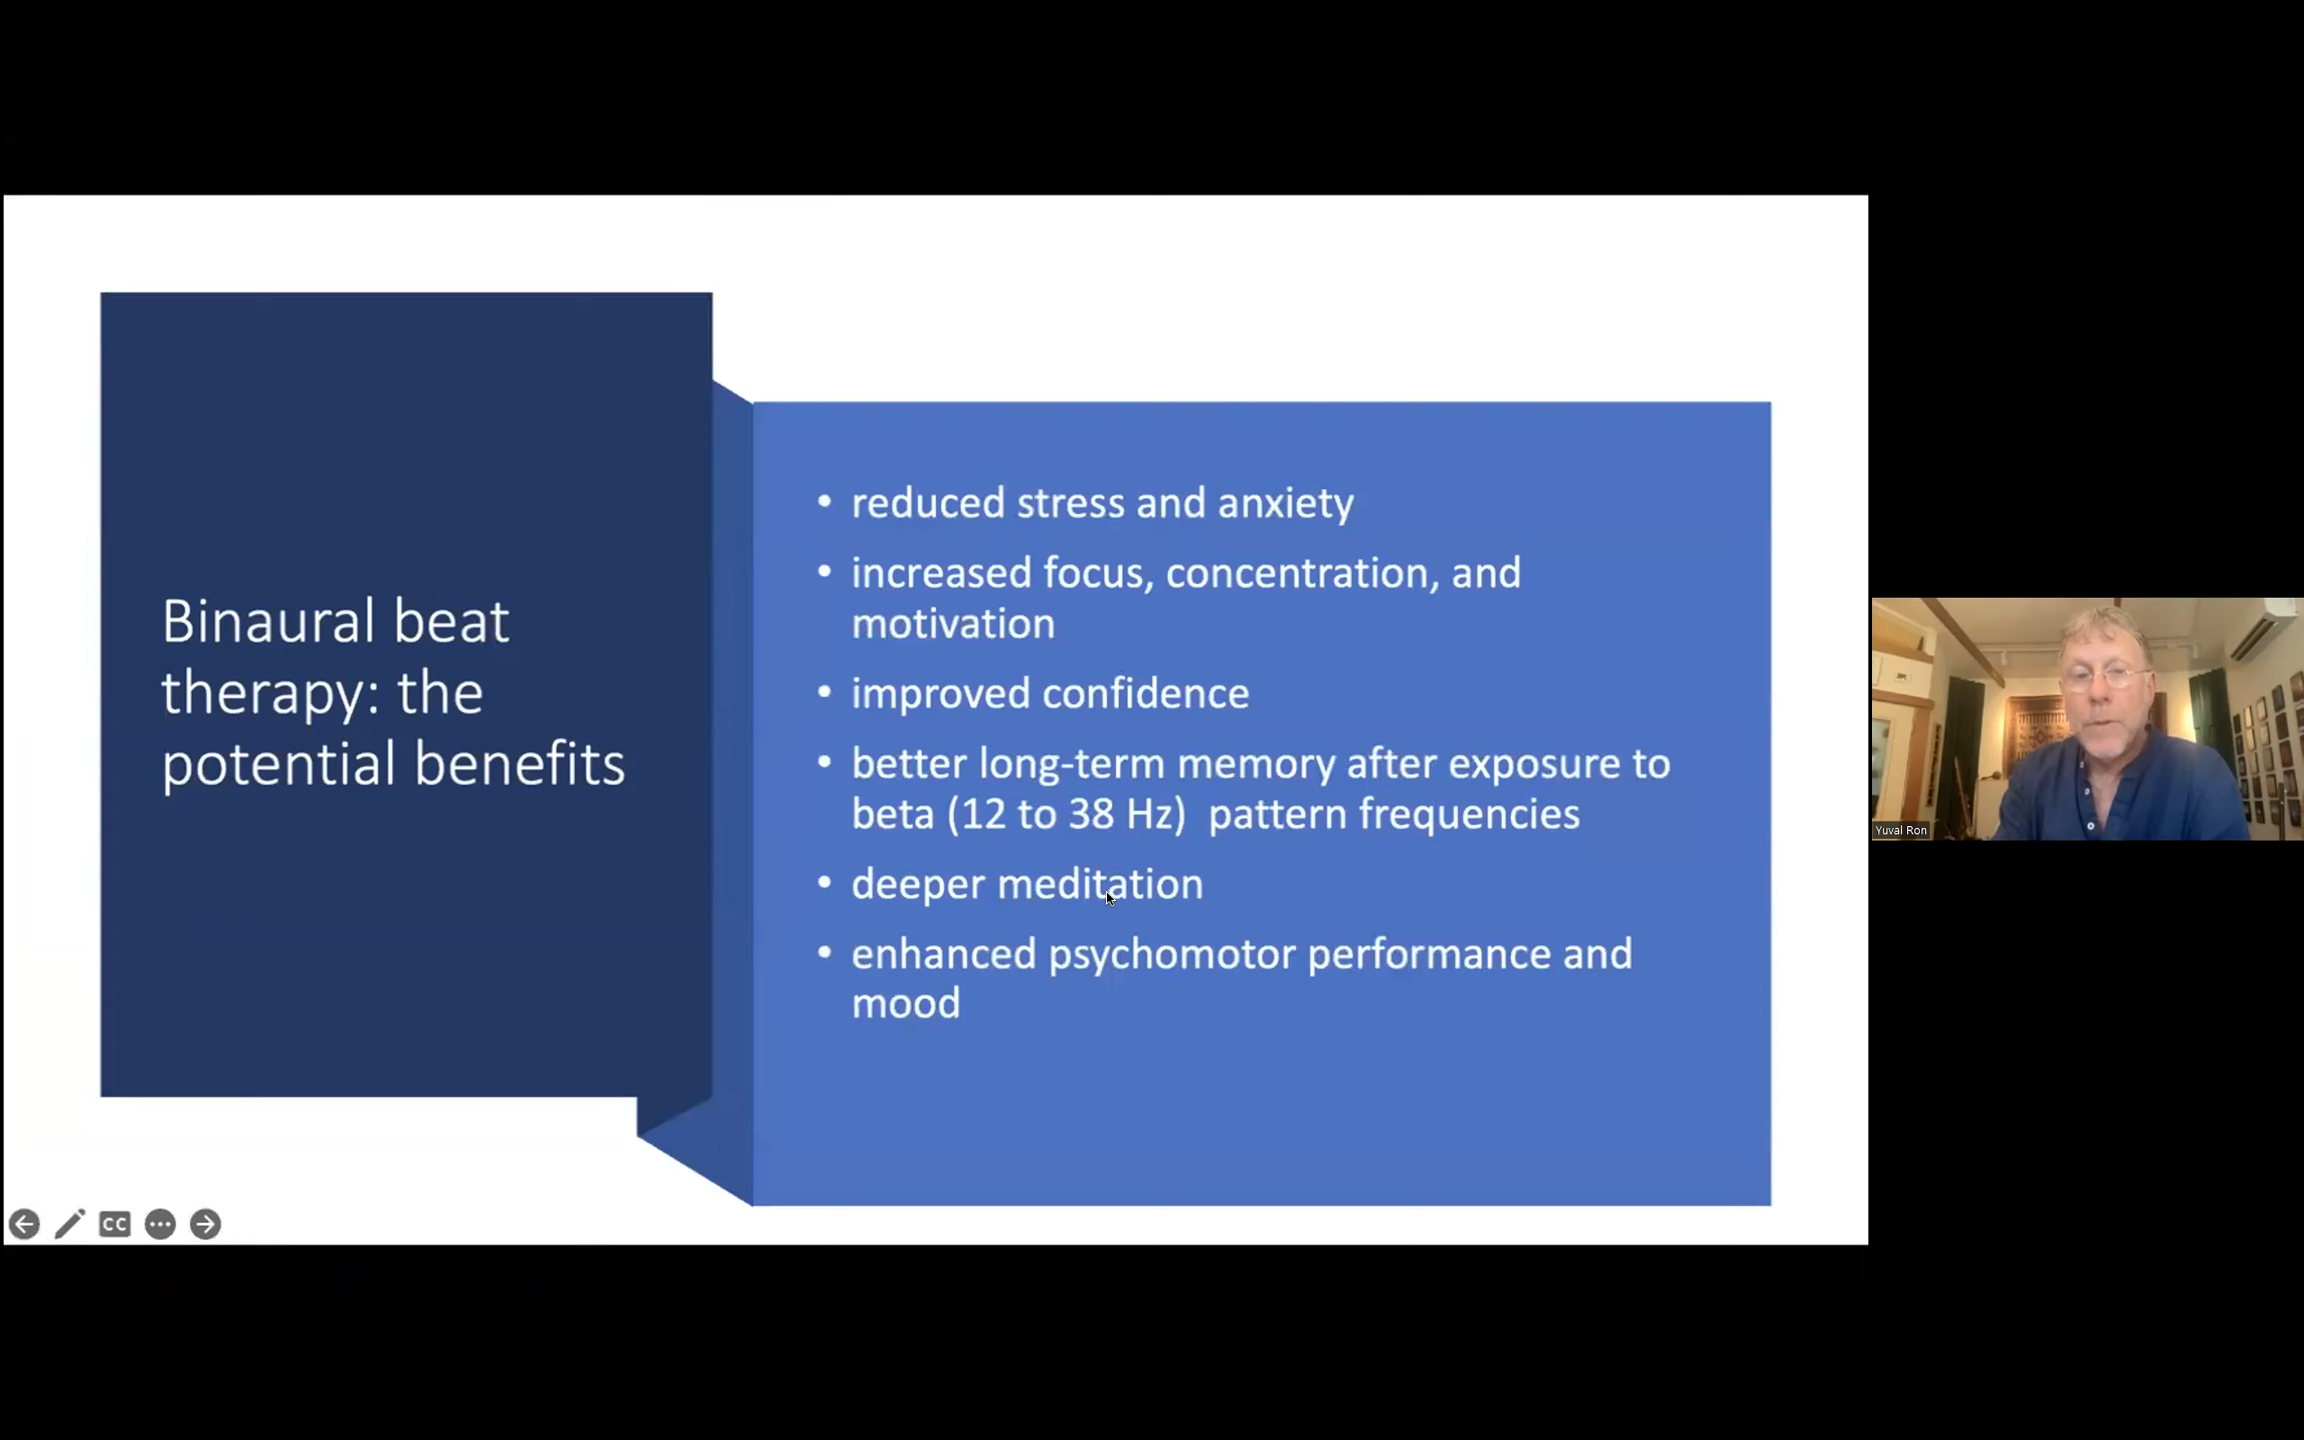 Binaural beat
therapy: the
potential benefits
• reduced stress and anxiety
• increased focus, concentration, and
motivation
• improved confidence
• better long-term memory after exposure to
beta (12 to 38 Hz)  pattern frequencies
• deeper meditation
• enhanced psychomotor performance and
mood
Yuval Ron
CC